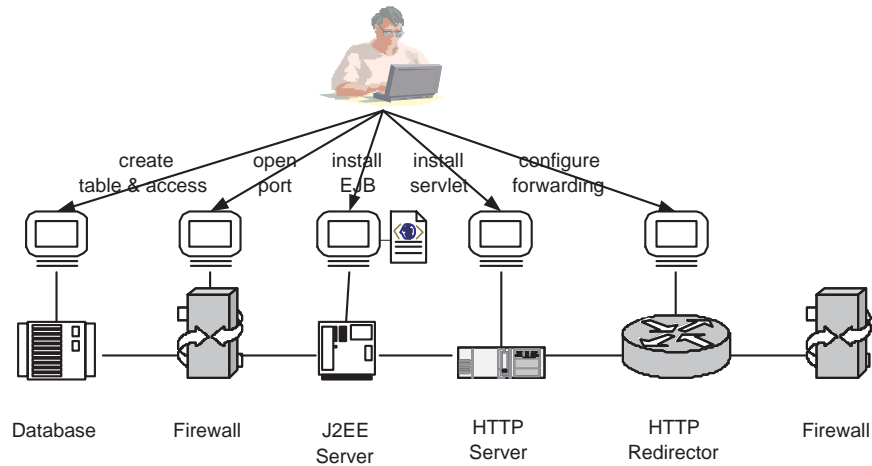 create
table & access
open
port
install
EJB
install
servlet
configure
forwarding
Database
Firewall
J2EE
Server
HTTP
Server
HTTP
Redirector
Firewall